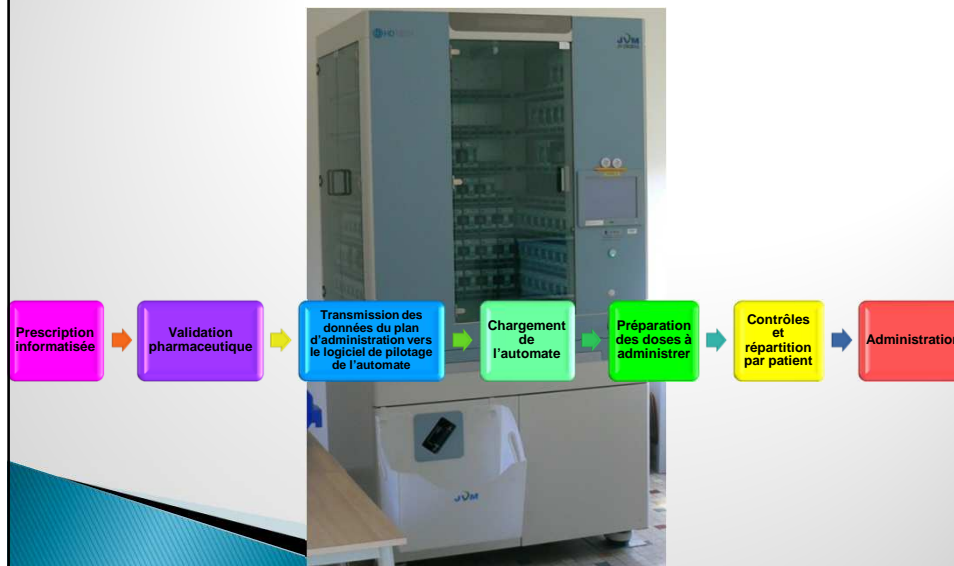 JVM
Prescription
informatisée
Validation
pharmaceutique
Transmission des
données du plan
d'administration vers
le logiciel de pilotage
de l'automate
Chargement
de
l'automate
Préparation
des doses à
administrer
Contrôles
et
répartition
par patient
Administration
JVM